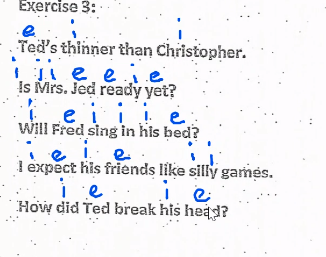 Exercise 3:
e i i
Ted's thinner than Christopher.
i i i e e i e
Is Mrs. Jed ready yet?
i e i i i e
Will Fred sing in his bed?
i e i e i i
I expect his friends like silly games.
i e i e
How did Ted break his head?